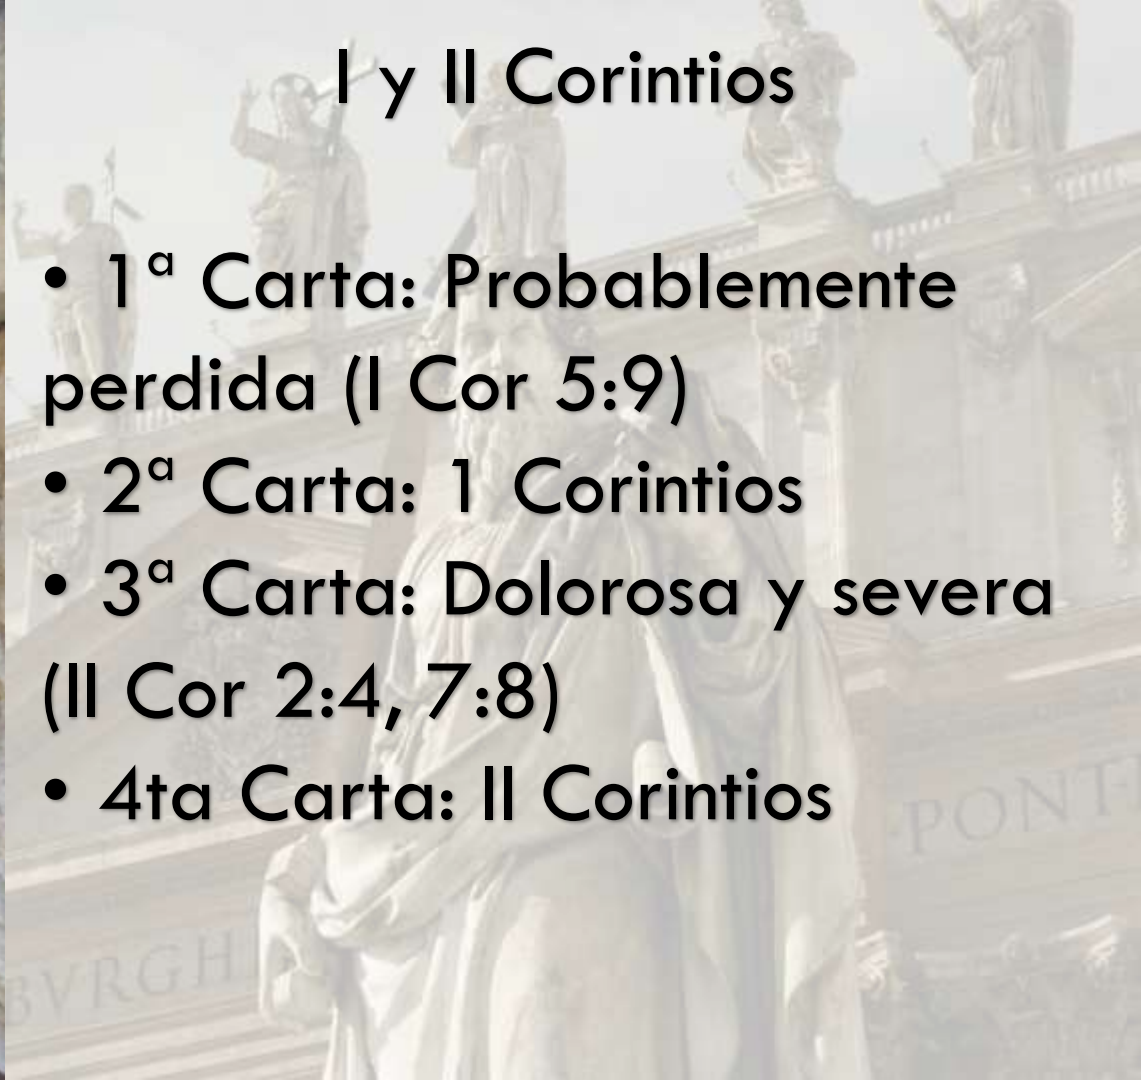 I y II Corintios
• 1ª Carta: Probablemente
perdida (I Cor 5:9)
• 2ª Carta: 1 Corintios
• 3ª Carta: Dolorosa y severa
(II Cor 2:4, 7:8)
• 4ta Carta: II Corintios
PONT
BVRGH